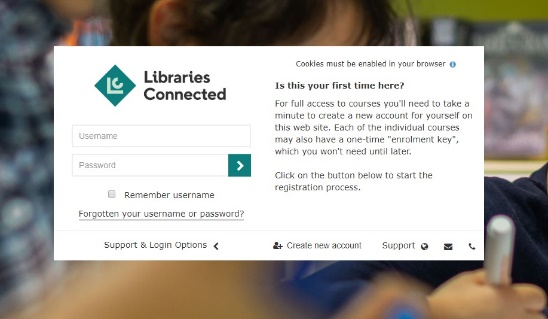 Cookies must be enabled in your browser
Libraries
Connected
Username
Password
Remember username
Forgotten your username or password?
Is this your first time here?
For full access to courses you'll need to take a
minute to create a new account for yourself on
this web site. Each of the individual courses
may also have a one-time "enrolment key",
which you won't need until later.
Click on the button below to start the
registration process.
Support & Login Options
Create new account
Support